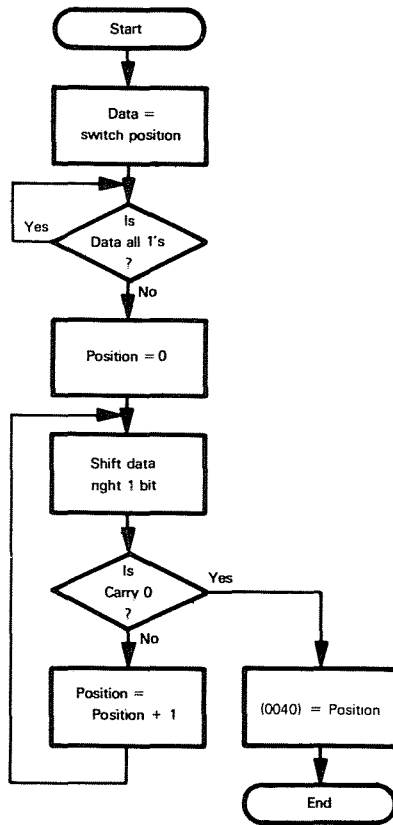 Start
Data =
switch position
Yes
Is
Data all 1's
?
No
Position = 0
Shift data
right 1 bit
Is
Carry 0
?
Yes
No
Position =
Position + 1
(0040) = Position
End